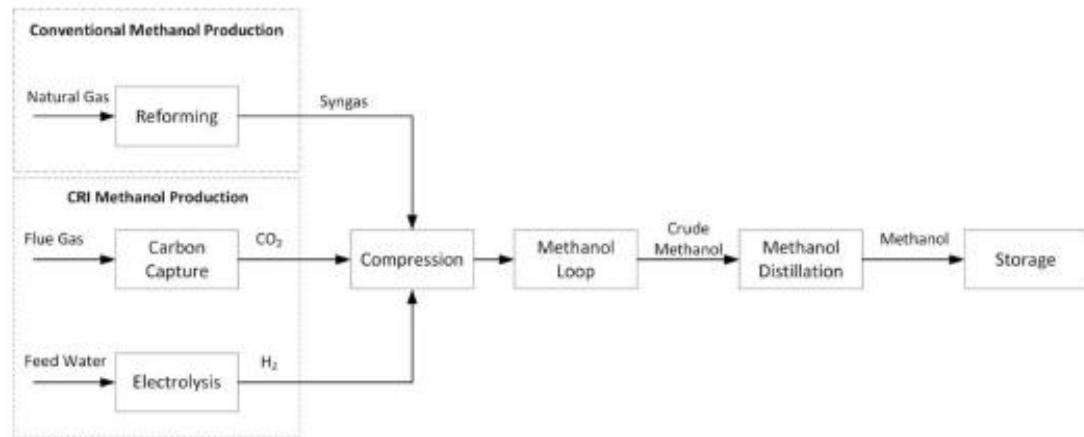 Conventional Methanol Production
Natural Gas
Reforming
Syngas
CRI Methanol Production
Flue Gas
Carbon
Capture
CO₂
Compression
Methanol
Loop
Crude
Methanol
Methanol
Distillation
Methanol
Storage
Feed Water
Electrolysis
H₂